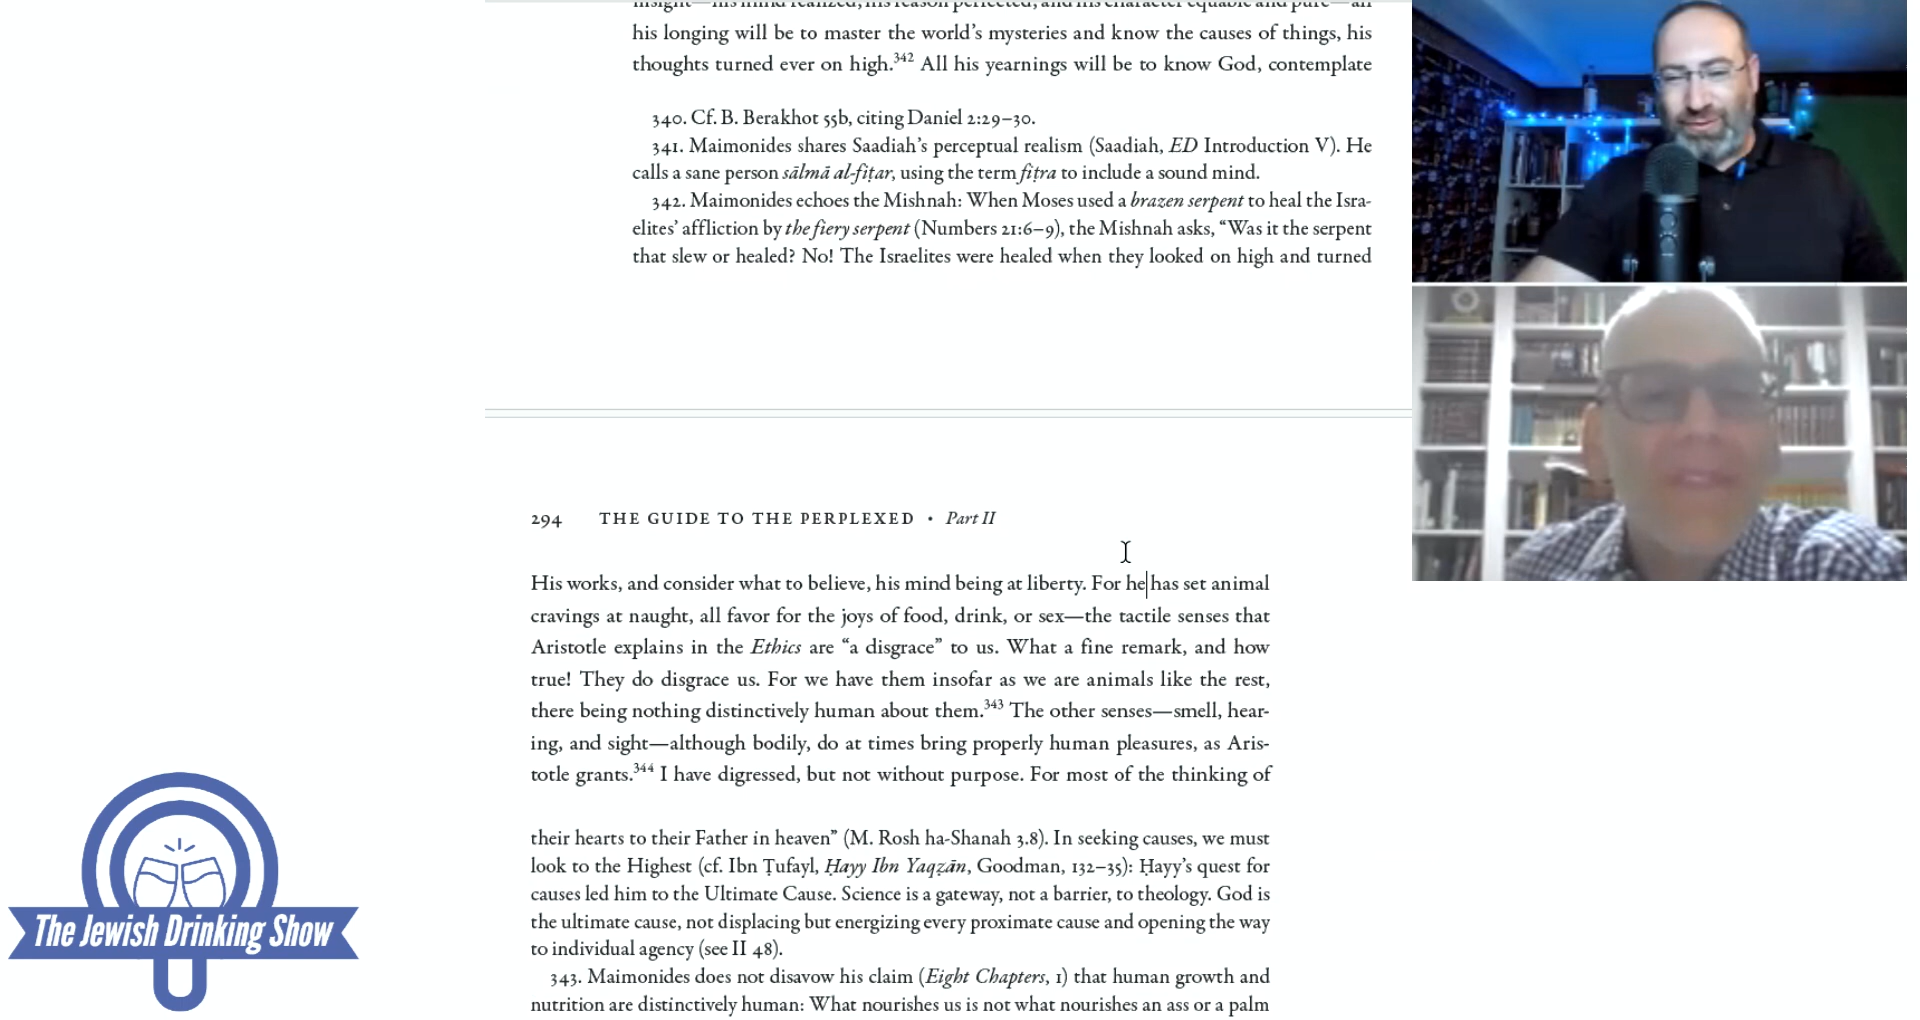 insight—his mind realized, his reason perfected, and his character equable and pure—all
his longing will be to master the world's mysteries and know the causes of things, his
thoughts turned ever on high.342 All his yearnings will be to know God, contemplate
340. Cf. B. Berakhot 55b, citing Daniel 2:29–30.
341. Maimonides shares Saadiah's perceptual realism (Saadiah, ED Introduction V). He
calls a sane person sālmā al-fiṭar, using the term fiṭra to include a sound mind.
342. Maimonides echoes the Mishnah: When Moses used a brazen serpent to heal the Isra-
elites' affliction by the fiery serpent (Numbers 21:6–9), the Mishnah asks, “Was it the serpent
that slew or healed? No! The Israelites were healed when they looked on high and turned
294 THE GUIDE TO THE PERPLEXED • Part II
His works, and consider what to believe, his mind being at liberty. For he has set animal
cravings at naught, all favor for the joys of food, drink, or sex—the tactile senses that
Aristotle explains in the Ethics are “a disgrace” to us. What a fine remark, and how
true! They do disgrace us. For we have them insofar as we are animals like the rest,
there being nothing distinctively human about them.343 The other senses—smell, hear-
ing, and sight—although bodily, do at times bring properly human pleasures, as Aris-
totle grants.344 I have digressed, but not without purpose. For most of the thinking of
their hearts to their Father in heaven” (M. Rosh ha-Shanah 3.8). In seeking causes, we must
look to the Highest (cf. Ibn Ṭufayl, Ḥayy Ibn Yaqẓān, Goodman, 132–35): Ḥayy's quest for
causes led him to the Ultimate Cause. Science is a gateway, not a barrier, to theology. God is
the ultimate cause, not displacing but energizing every proximate cause and opening the way
to individual agency (see II 48).
343. Maimonides does not disavow his claim (Eight Chapters, 1) that human growth and
nutrition are distinctively human: What nourishes us is not what nourishes an ass or a palm
The Jewish Drinking Show